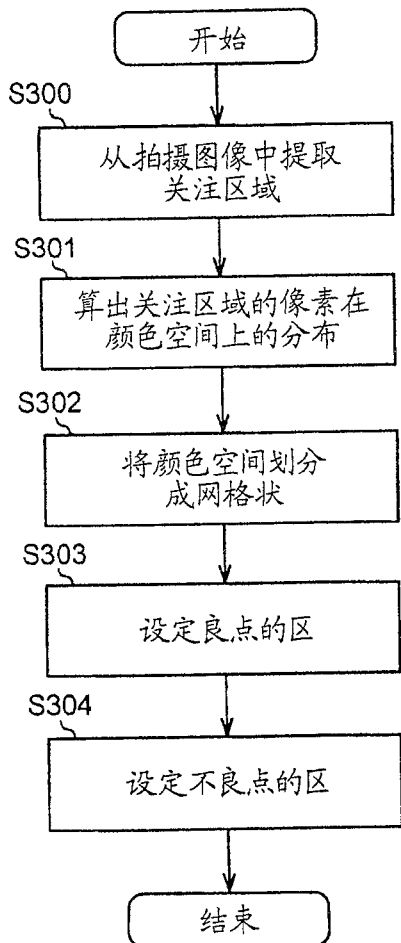 开始
S300
从拍摄图像中提取
关注区域
S301
算出关注区域的像素在
颜色空间上的分布
S302
将颜色空间划分
成网格状
S303
设定良点的区
S304
设定不良点的区
结束